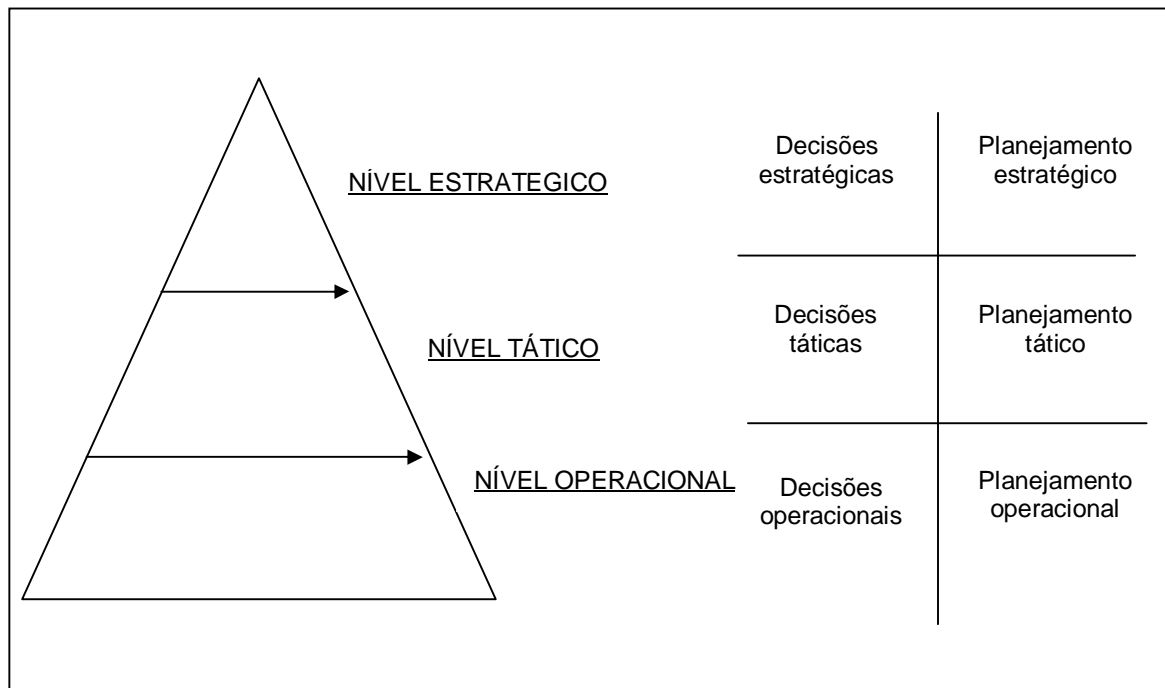 Decisões
estratégicas
Planejamento
estratégico
NÍVEL ESTRATEGICO
Decisões
táticas
Planejamento
tático
NÍVEL TÁTICO
NÍVEL OPERACIONAL
Decisões
operacionais
Planejamento
operacional